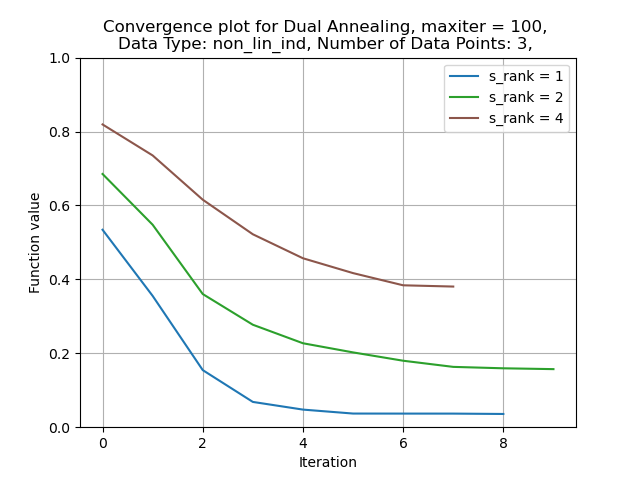 Convergence plot for Dual Annealing, maxiter = 100,
Data Type: non_lin_ind, Number of Data Points: 3,
1.0
0.8
0.6
0.4
0.2
0.0
Function value
s_rank = 1
s_rank = 2
s_rank = 4
0 2 4 6 8
Iteration